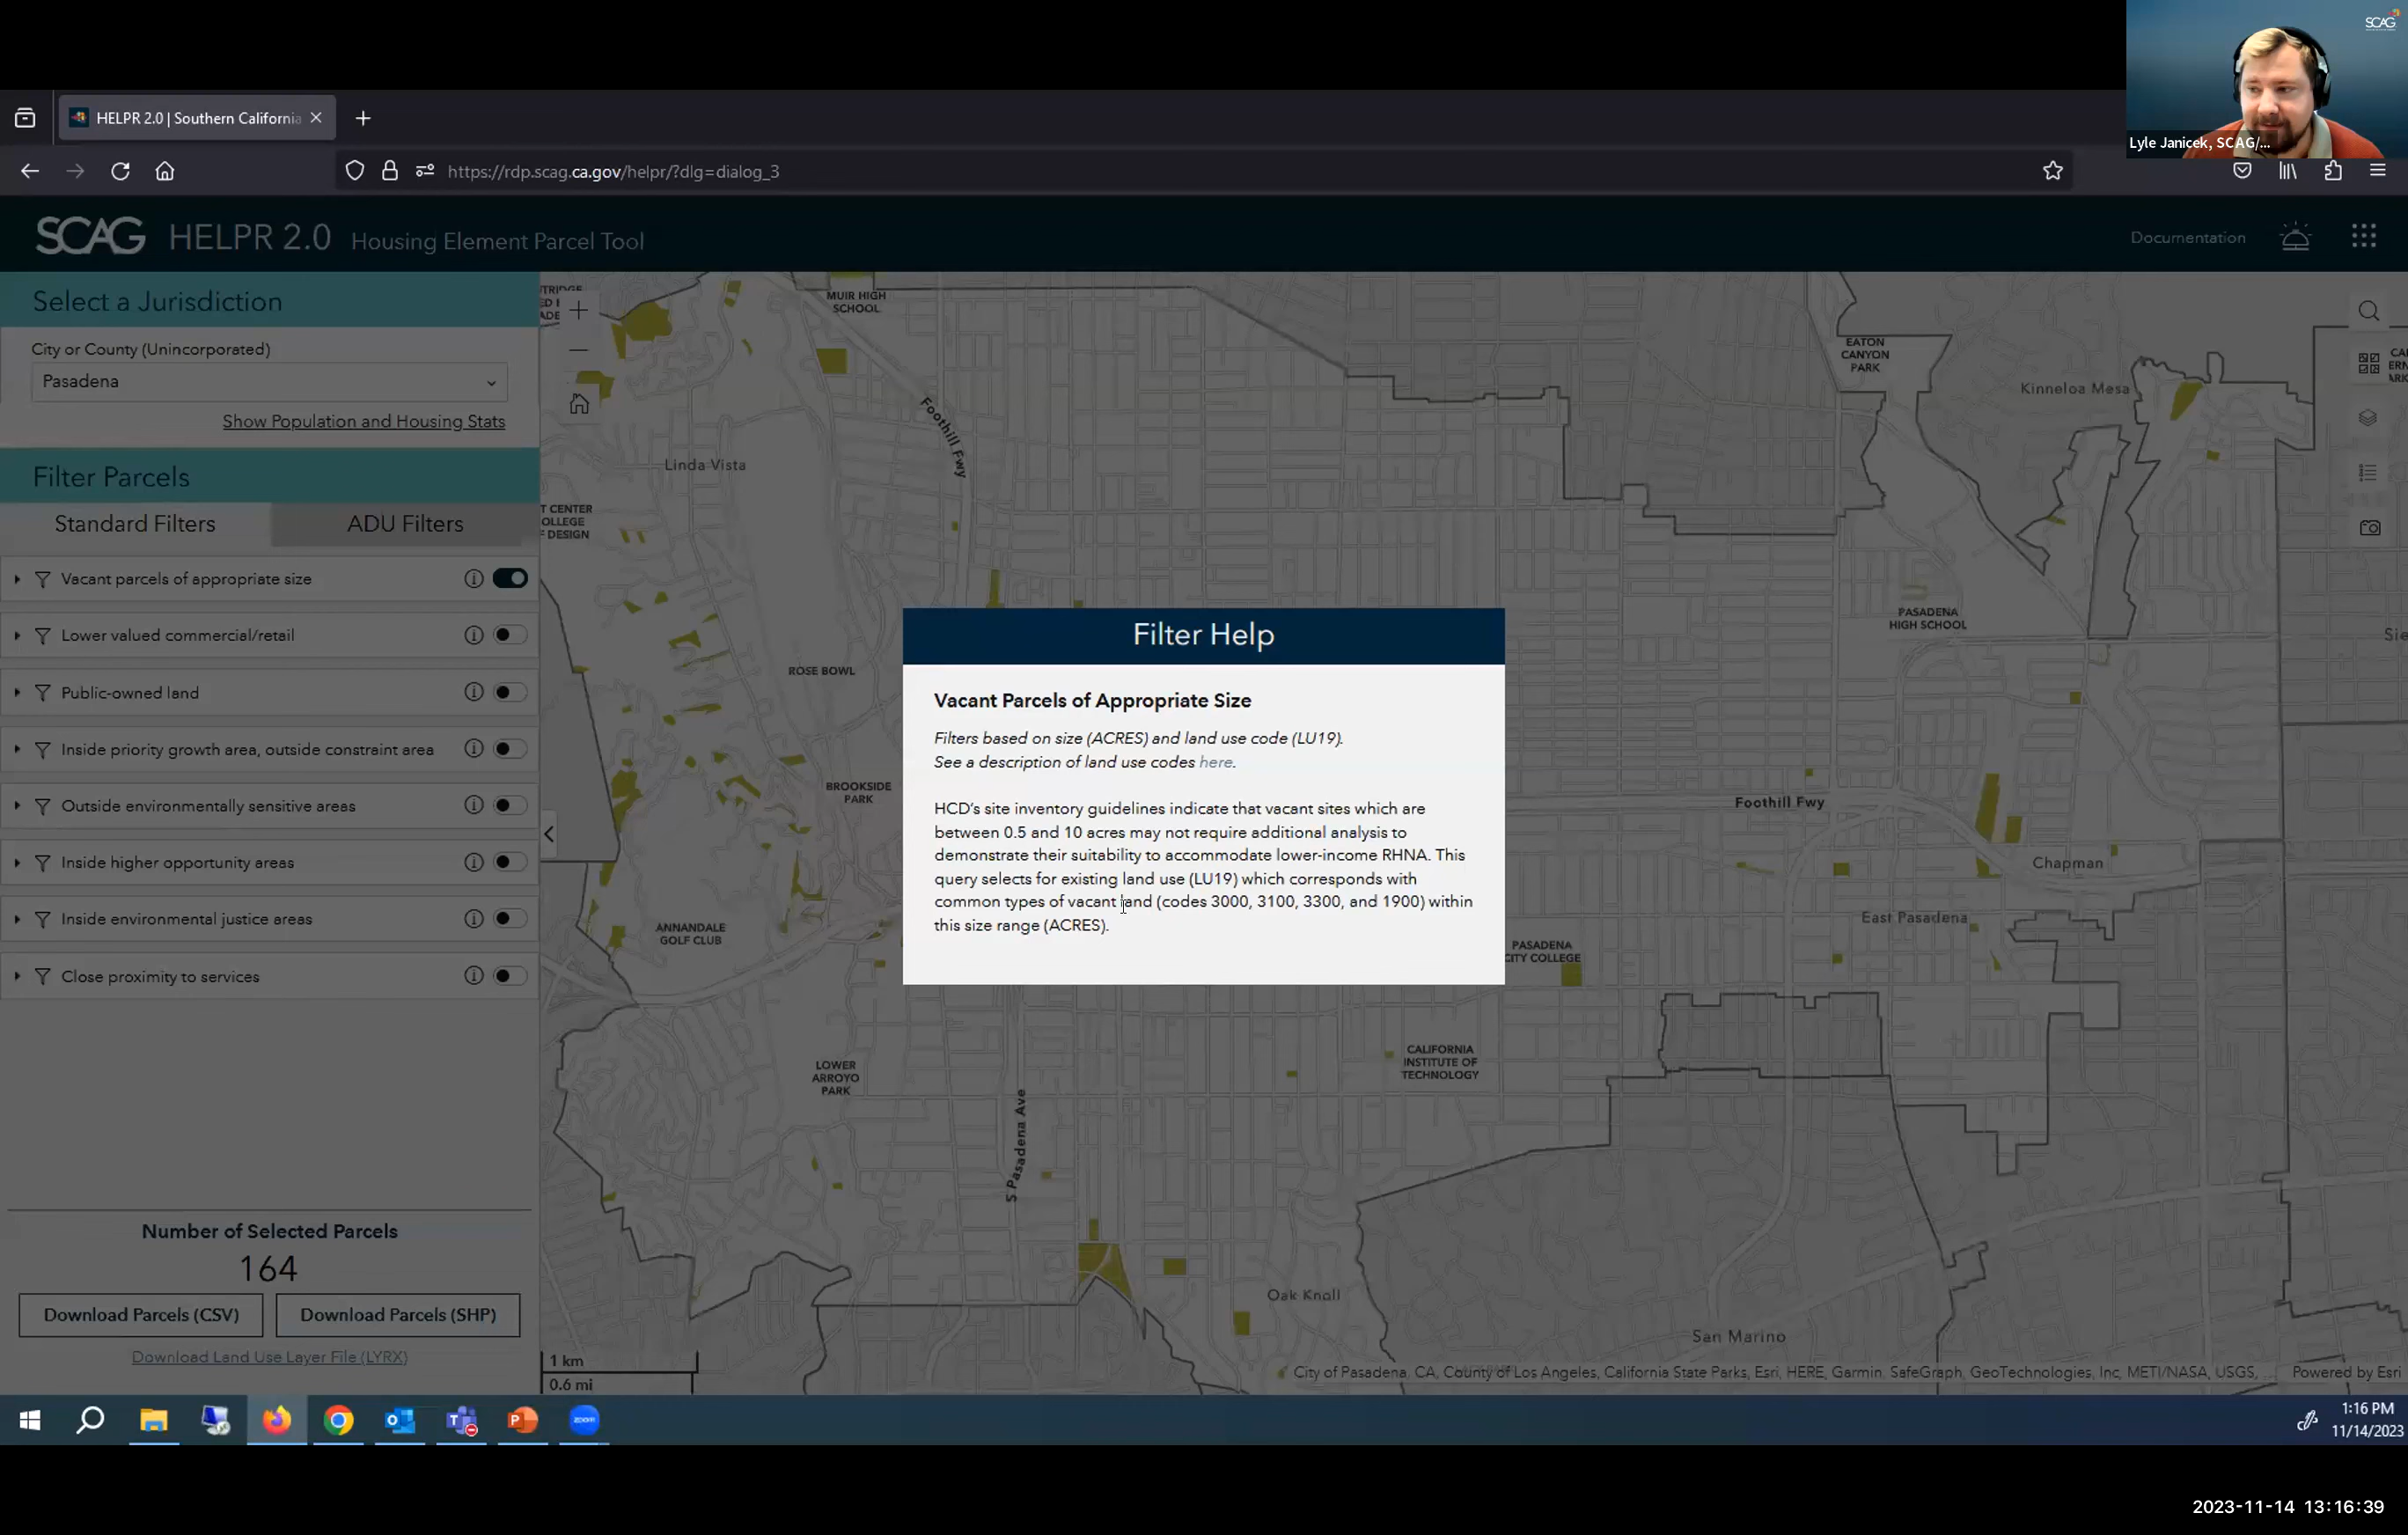 SCAG
Lyle Janicek, SCAG/...
HELPR 2.0 | Southern California
https://rdp.scag.ca.gov/helpr/?dlg=dialog_3
SCAG HELPR 2.0 Housing Element Parcel Tool
Documentation
Select a Jurisdiction
City or County (Unincorporated)
Pasadena
Show Population and Housing Stats
Filter Parcels
Standard Filters
ADU Filters
Vacant parcels of appropriate size
Lower valued commercial/retail
Public-owned land
Inside priority growth area, outside constraint area
Outside environmentally sensitive areas
Inside higher opportunity areas
Inside environmental justice areas
Close proximity to services
Number of Selected Parcels
164
Download Parcels (CSV)
Download Parcels (SHP)
Download Land Use Layer File (LYRX)
MUIR HIGH
SCHOOL
Foothill Fwy
Linda Vista
T CENTER
OLLEGE
F DESIGN
EATON
CANYON
PARK
Kinneloa Mesa
ROSE BOWL
PASADENA
HIGH SCHOOL
Sie
BROOKSIDE
PARK
Foothill Fwy
Chapman
East Pasadena
ANNANDALE
GOLF CLUB
PASADENA
CITY COLLEGE
LOWER
ARROYO
PARK
CALIFORNIA
INSTITUTE OF
TECHNOLOGY
S Pasadena Ave
Oak Knoll
San Marino
Filter Help
Vacant Parcels of Appropriate Size
Filters based on size (ACRES) and land use code (LU19).
See a description of land use codes here.
HCD's site inventory guidelines indicate that vacant sites which are
between 0.5 and 10 acres may not require additional analysis to
demonstrate their suitability to accommodate lower-income RHNA. This
query selects for existing land use (LU19) which corresponds with
common types of vacant land (codes 3000, 3100, 3300, and 1900) within
this size range (ACRES).
1 km
0.6 mi
City of Pasadena, CA, County of Los Angeles, California State Parks, Esri, HERE, Garmin, SafeGraph, GeoTechnologies, Inc, METI/NASA, USGS, ...
Powered by Esri
zoom
1:16 PM
11/14/2023
2023-11-14 13:16:39